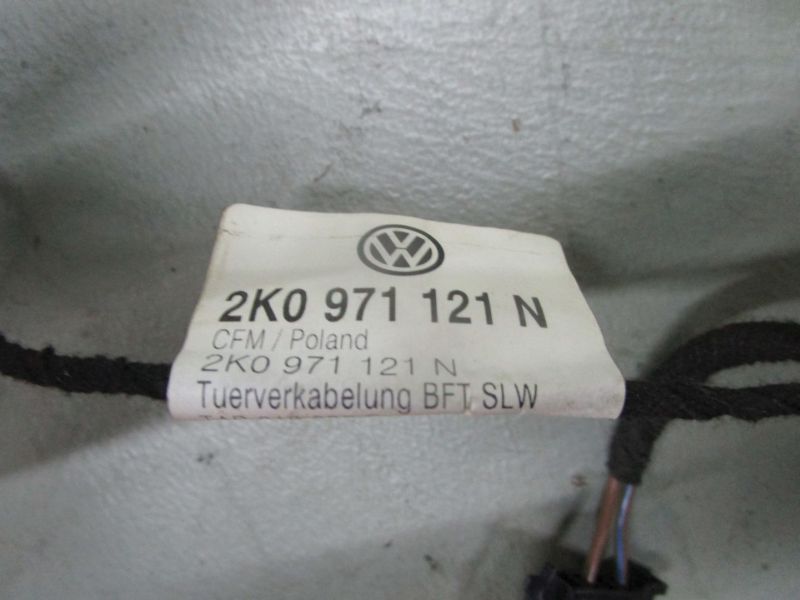 2K0 971 121 N
CFM / Poland
2K0 971 121 N
Tuerverkabelung BFT SLW